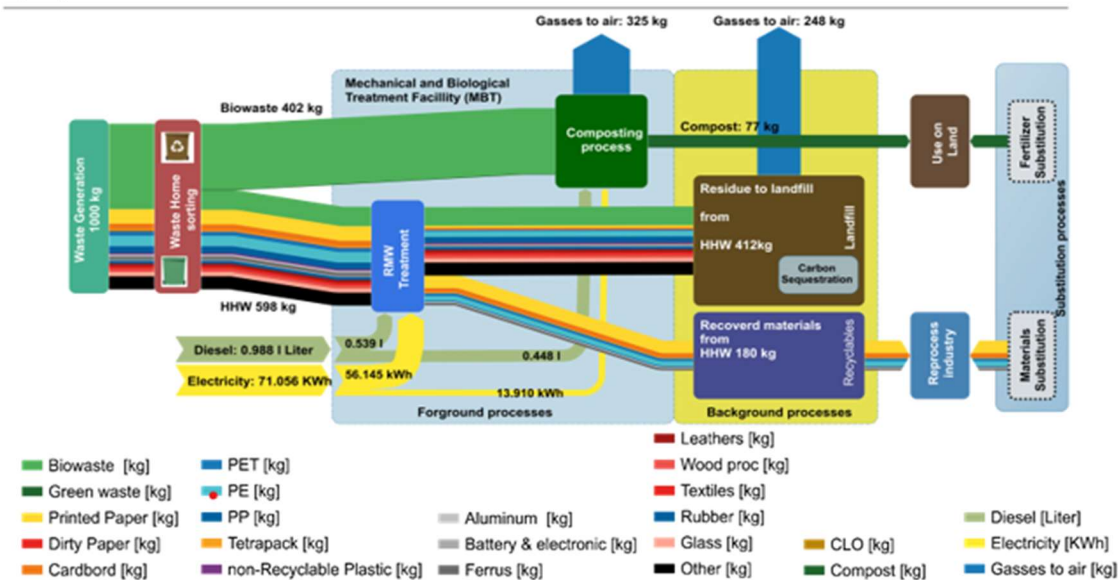 Gasses to air: 325 kg
Gasses to air: 248 kg
Mechanical and Biological
Treatment Facillity (MBT)
Biowaste 402 kg
Composting
process
Compost: 77 kg
Use on
Land
Fertilizer
Substitution
Waste Generation
1000 kg
Waste Home
sorting
Residue to landfill
from
HHW 412kg
Landfill
Carbon
Sequestration
RMW
Treatment
Substitution processes
HHW 598 kg
Recoverd materials
from
HHW 180 kg
Recyclables
Reprocess
industry
Materials
Substitution
Diesel: 0.988 l Liter
0.539 l
0.448 l
Electricity: 71.056 KWh
56.145 kWh
13.910 kWh
Forground processes
Background processes
Biowaste [kg]
Green waste [kg]
Printed Paper [kg]
Dirty Paper [kg]
Cardbord [kg]
PET [kg]
PE [kg]
PP [kg]
Tetrapack [kg]
non-Recyclable Plastic [kg]
Aluminum [kg]
Battery & electronic [kg]
Ferrus [kg]
Leathers [kg]
Wood proc [kg]
Textiles [kg]
Rubber [kg]
Glass [kg]
Other [kg]
CLO [kg]
Compost [kg]
Diesel [Liter]
Electricity [KWh]
Gasses to air [kg]